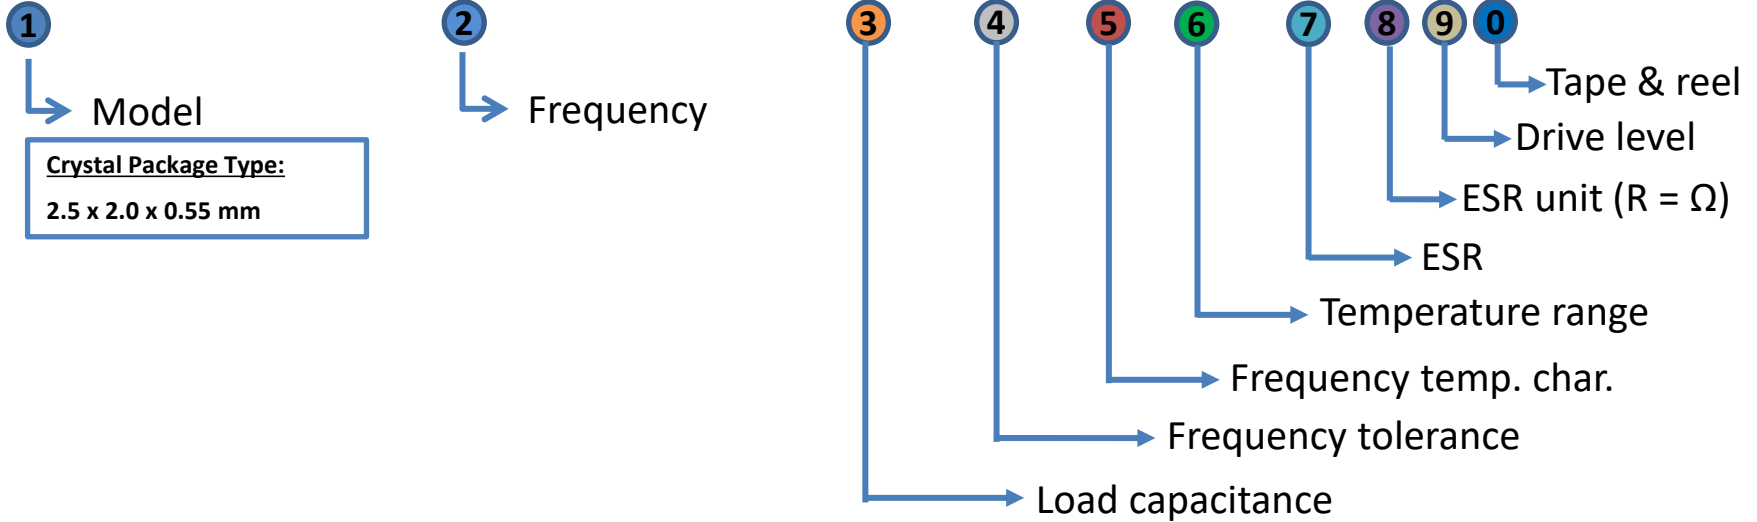 1 2 3 4 5 6 7 8 9 0
Tape & reel
Model
Frequency
Drive level
Crystal Package Type:
2.5 x 2.0 x 0.55 mm
ESR unit (R = Ω)
ESR
Temperature range
Frequency temp. char.
Frequency tolerance
Load capacitance